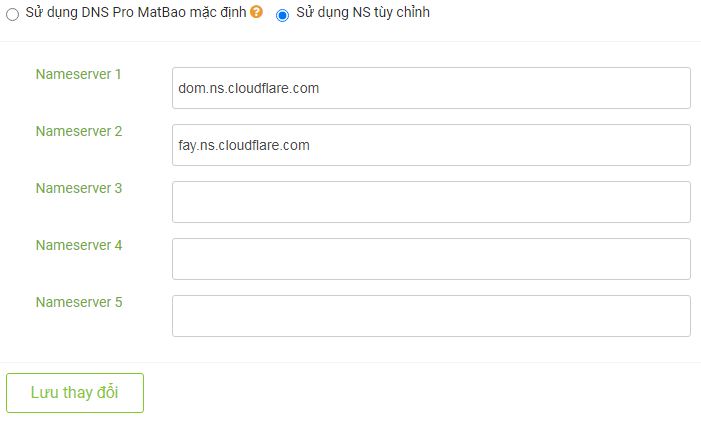 Sử dụng DNS Pro MatBao mặc định ? Sử dụng NS tùy chỉnh
Nameserver 1 dom.ns.cloudflare.com
Nameserver 2 fay.ns.cloudflare.com
Nameserver 3
Nameserver 4
Nameserver 5
Lưu thay đổi